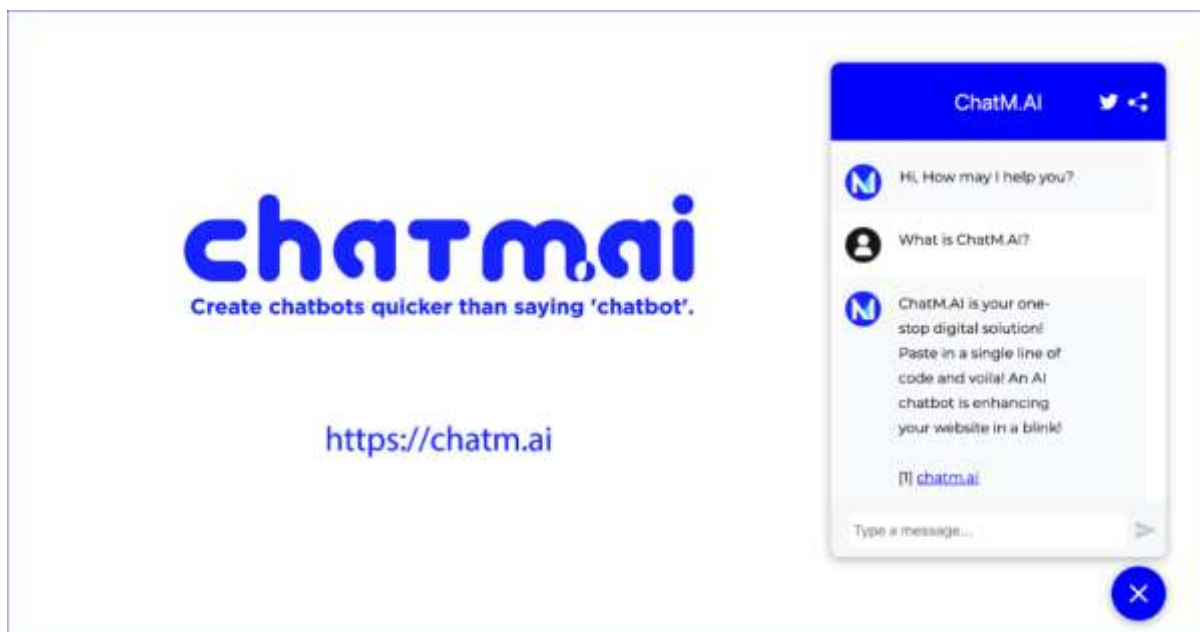 chatm.ai
Create chatbots quicker than saying 'chatbot'.
https://chatm.ai
ChatM.AI
Hi, How may I help you?
What is ChatM.AI?
ChatM.AI is your one-
stop digital solution!
Paste in a single line of
code and voila! An AI
chatbot is enhancing
your website in a blink!
[1] chatm.ai
Type a message...